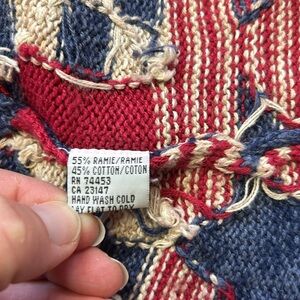 55% RAMIE/RAMIE
45% COTTON/COTON
RN 74453
CA 23147
HAND WASH COLD
LAY FLAT TO DRY